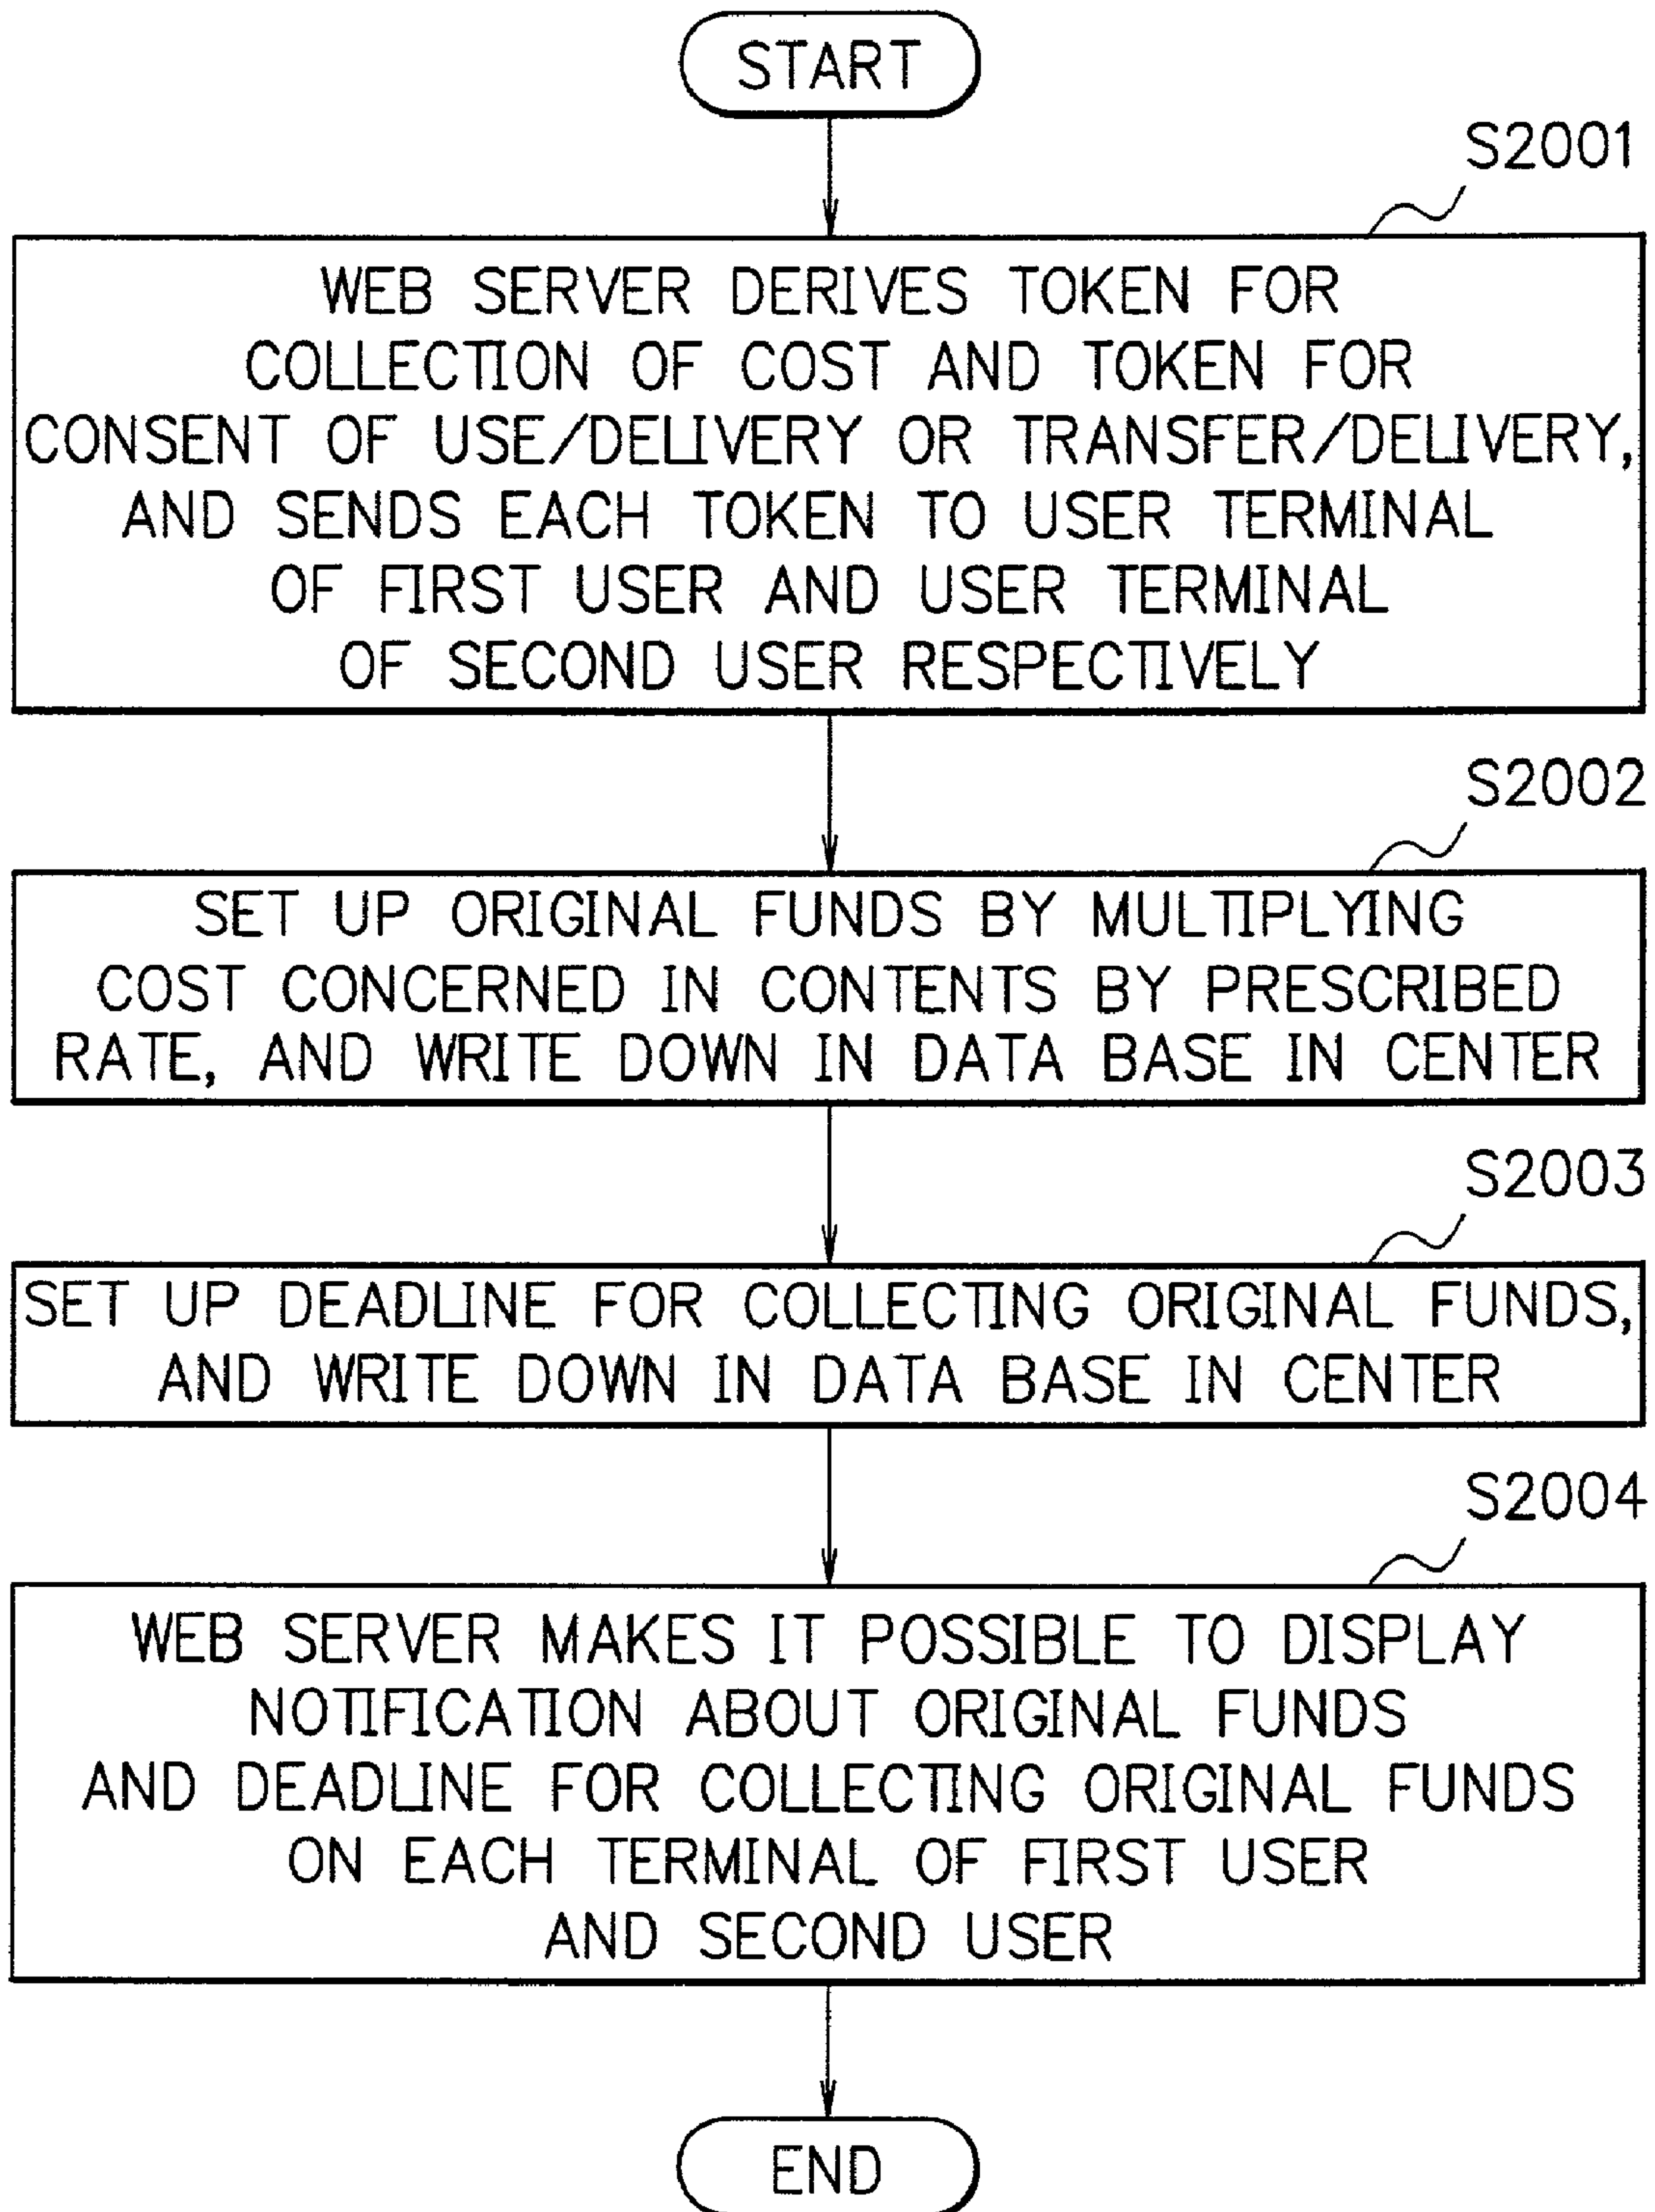 START
S2001
WEB SERVER DERIVES TOKEN FOR
COLLECTION OF COST AND TOKEN FOR
CONSENT OF USE/DELIVERY OR TRANSFER/DELIVERY,
AND SENDS EACH TOKEN TO USER TERMINAL
OF FIRST USER AND USER TERMINAL
OF SECOND USER RESPECTIVELY
S2002
SET UP ORIGINAL FUNDS BY MULTIPLYING
COST CONCERNED IN CONTENTS BY PRESCRIBED
RATE, AND WRITE DOWN IN DATA BASE IN CENTER
S2003
SET UP DEADLINE FOR COLLECTING ORIGINAL FUNDS,
AND WRITE DOWN IN DATA BASE IN CENTER
S2004
WEB SERVER MAKES IT POSSIBLE TO DISPLAY
NOTIFICATION ABOUT ORIGINAL FUNDS
AND DEADLINE FOR COLLECTING ORIGINAL FUNDS
ON EACH TERMINAL OF FIRST USER
AND SECOND USER
END